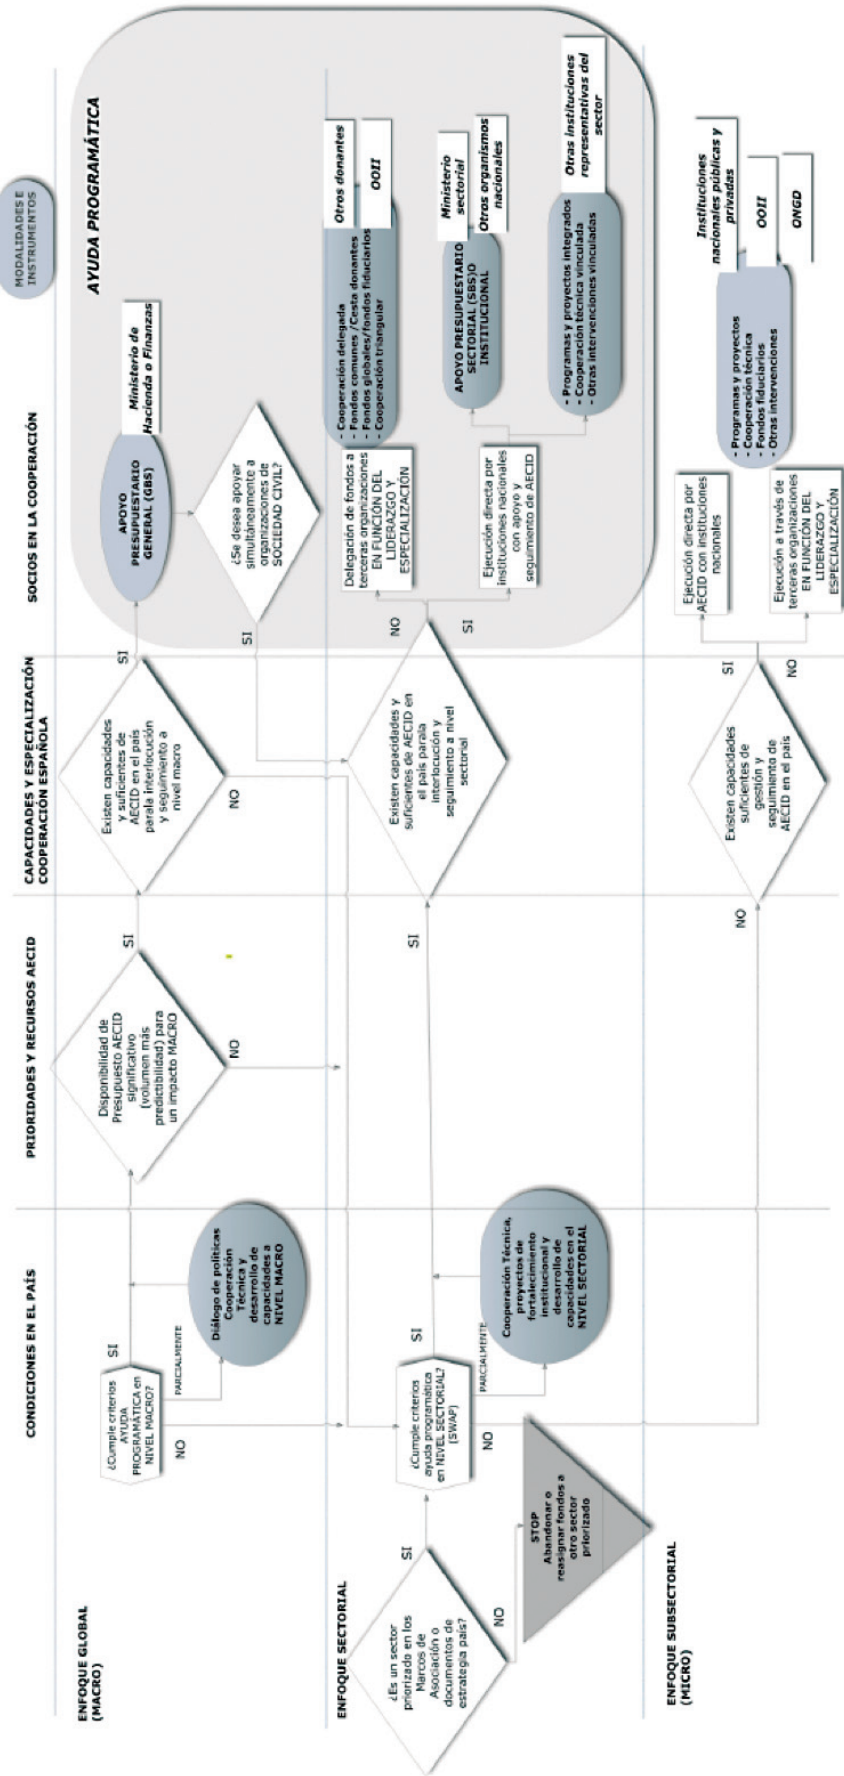 MODALIDADES E
INSTRUMENTOS
CONDICIONES EN EL PAÍS
PRIORIDADES Y RECURSOS AECID
CAPACIDADES Y ESPECIALIZACIÓN
COOPERACIÓN ESPAÑOLA
SOCIOS EN LA COOPERACIÓN
ENFOQUE GLOBAL
(MACRO)
¿Cumple criterios
AYUDA
PROGRAMÁTICA en
NIVEL MACRO?
SI
PARCIALMENTE
NO
Diálogo de políticas
Cooperación
Técnica y
desarrollo de
capacidades a
NIVEL MACRO
Disponibilidad de
Presupuesto AECID
significativo
(volumen más
predictibilidad) para
un impacto MACRO
SI
NO
Existen capacidades
y suficientes de
AECID en el país
parala interlocución
y seguimiento a
nivel macro
SI
NO
AYUDA PROGRAMÁTICA
APOYO
PRESUPUESTARIO
GENERAL (GBS)
Ministerio de
Hacienda o Finanzas
¿Se desea apoyar
simultáneamente a
organizaciones de
SOCIEDAD CIVIL?
SI
ENFOQUE SECTORIAL
¿Es un sector
priorizado en los
Marcos de
Asociación o
documentos de
estrategia país?
SI
NO
STOP
Abandonar o
reasignar fondos a
otro sector
priorizado
¿Cumple criterios
ayuda programática
en NIVEL SECTORIAL?
(SWAP)
SI
PARCIALMENTE
NO
Cooperación Técnica,
proyectos de
fortalecimiento
institucional y
desarrollo de
capacidades en el
NIVEL SECTORIAL
SI
Existen capacidades y
suficientes de AECID en
el país parala
interlocución y
seguimiento a nivel
sectorial
NO
SI
Delegación de fondos a
terceras organizaciones
EN FUNCIÓN DEL
LIDERAZGO Y
ESPECIALIZACIÓN
- Cooperación delegada
- Fondos comunes /Cesta donantes
- Fondos globales/fondos fiduciarios
- Cooperación triangular
Otros donantes
OOII
Ejecución directa por
instituciones nacionales
con apoyo y
seguimiento de AECID
APOYO PRESUPUESTARIO
SECTORIAL (SBS)O
INSTITUCIONAL
Ministerio
sectorial
Otros organismos
nacionales
- Programas y proyectos integrados
- Cooperación técnica vinculada
- Otras intervenciones vinculadas
Otras instituciones
representativas del
sector
ENFOQUE SUBSECTORIAL
(MICRO)
NO
Existen capacidades
suficientes de
gestión y
seguimiento de
AECID en el país
SI
NO
Ejecución directa por
AECID con instituciones
nacionales
Ejecución a través de
terceras organizaciones
EN FUNCIÓN DEL
LIDERAZGO Y
ESPECIALIZACIÓN
- Programas y proyectos
- Cooperación técnica
- Fondos fiduciarios
- Otras intervenciones
Instituciones
nacionales públicas y
privadas
OOII
ONGD